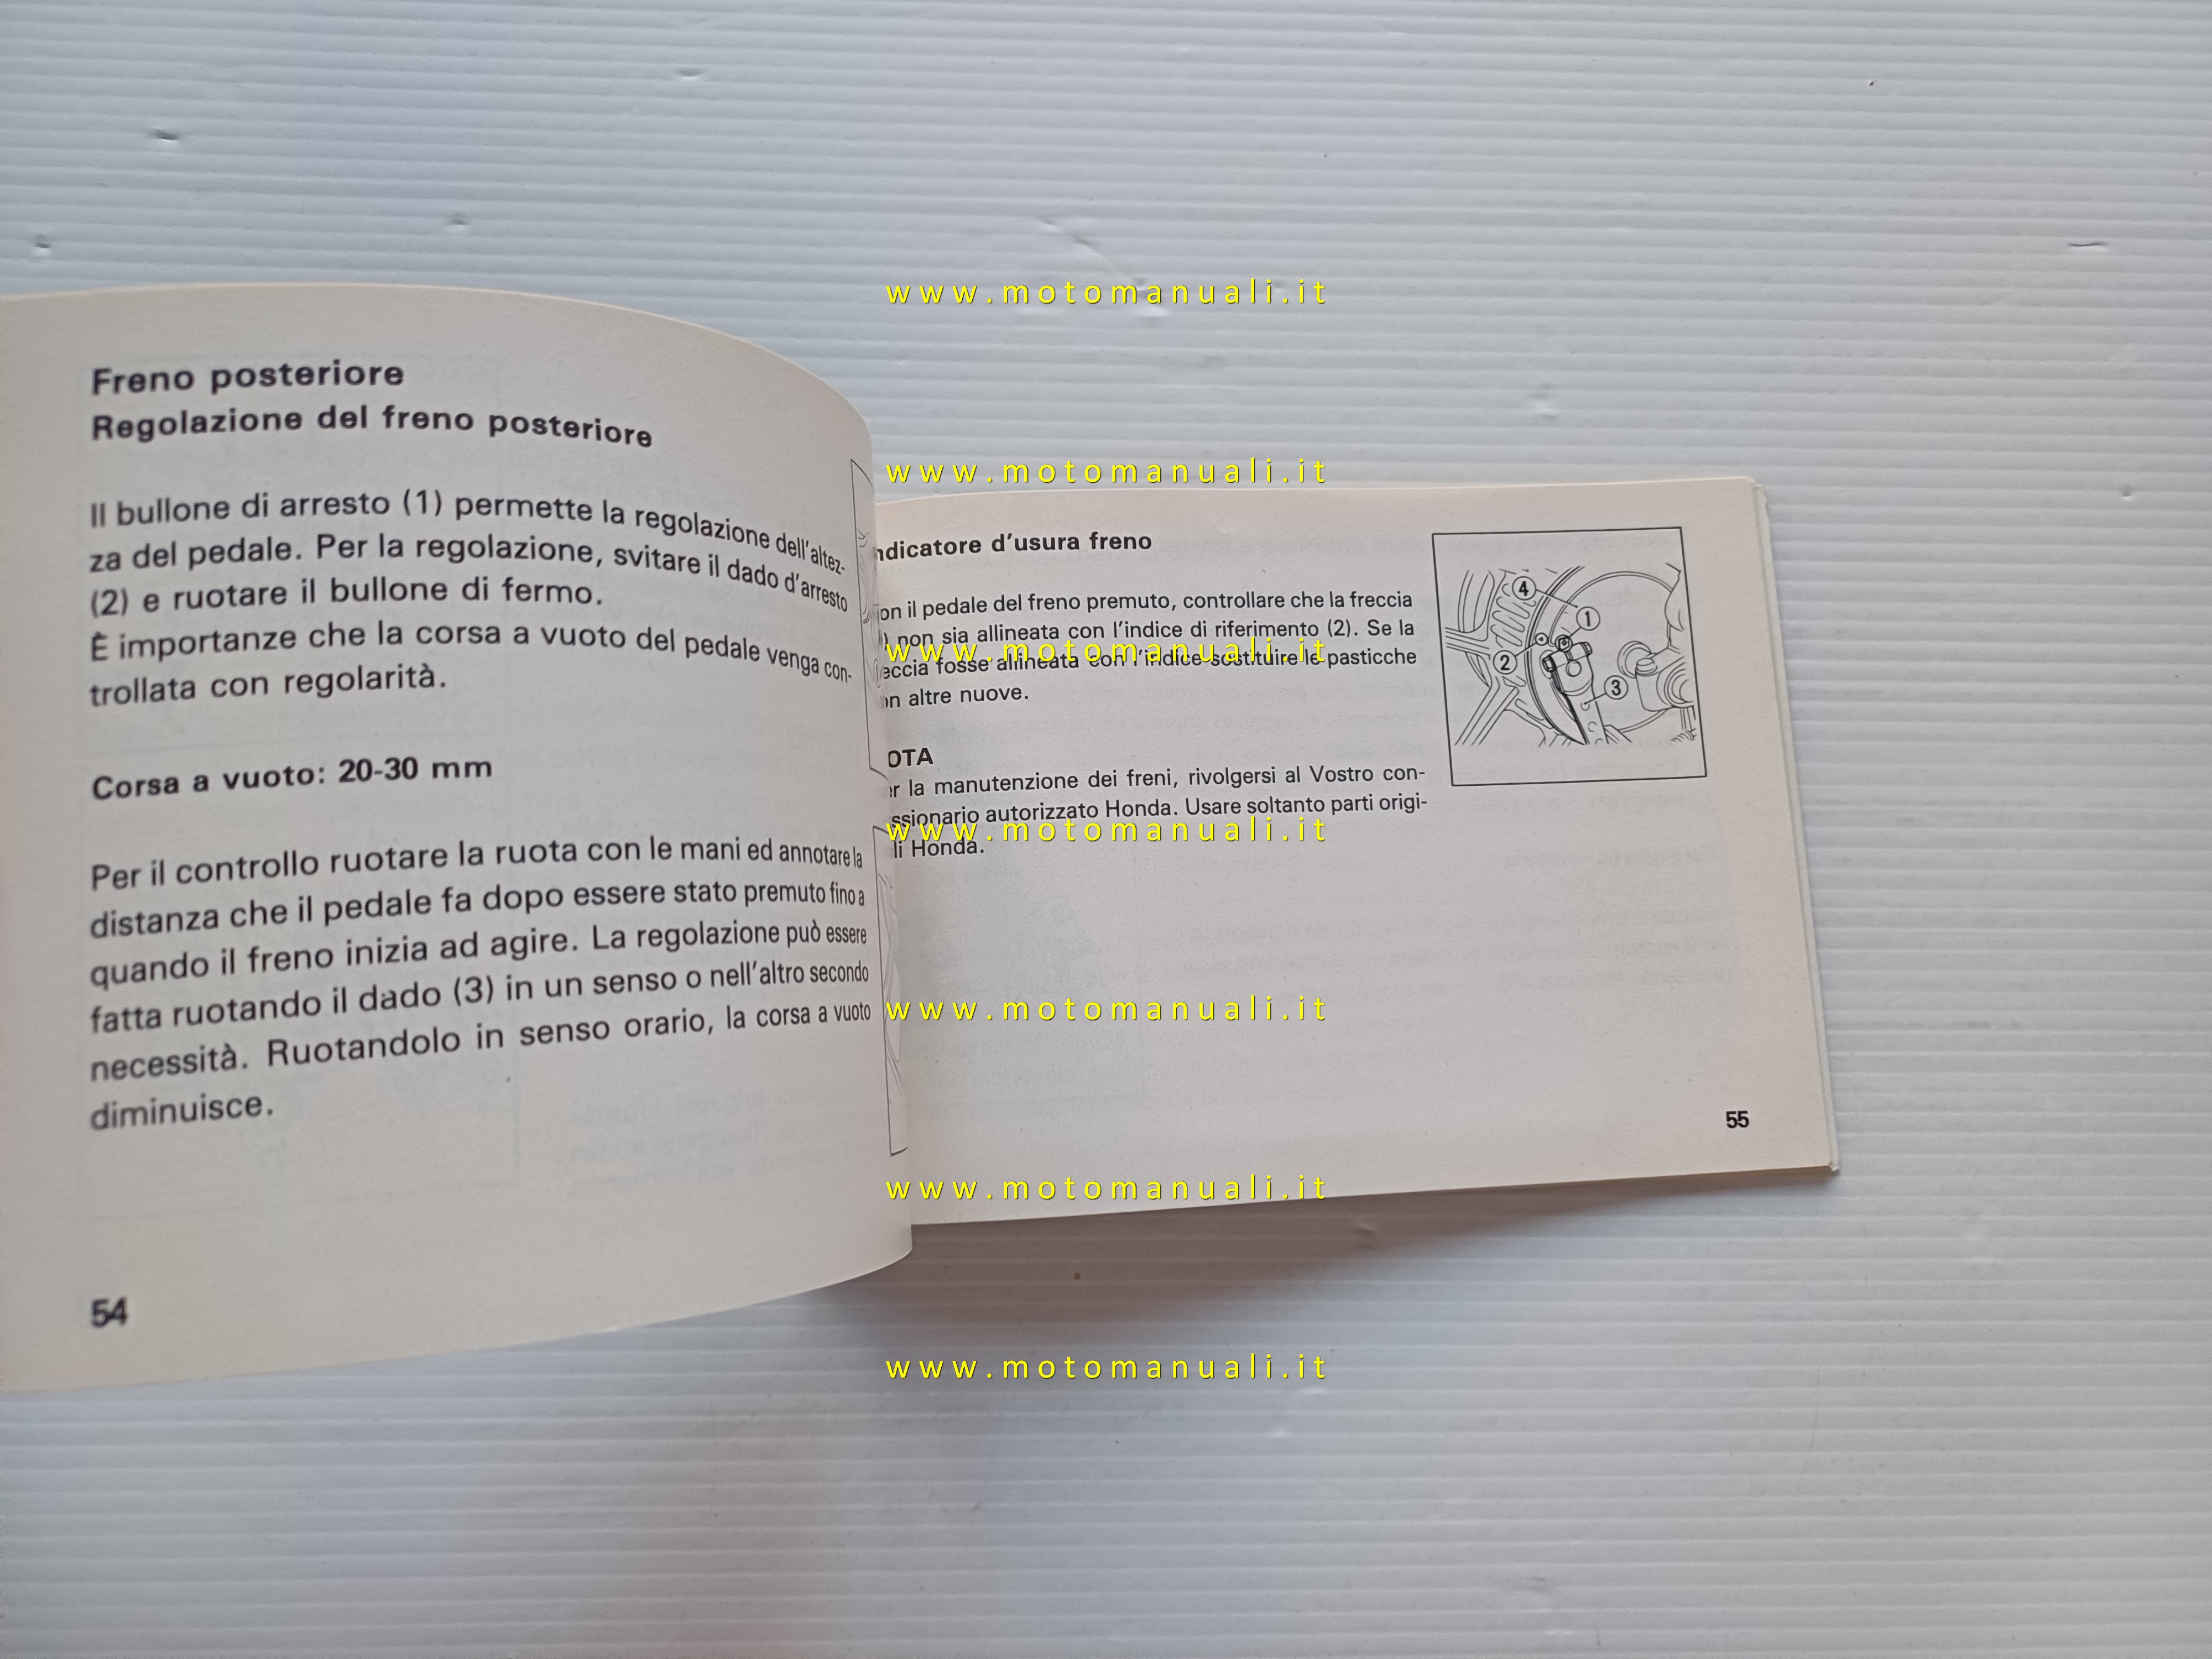 Freno posteriore
Regolazione del freno posteriore
Il bullone di arresto (1) permette la regolazione dell'altez-
za del pedale. Per la regolazione, svitare il dado d'arresto
(2) e ruotare il bullone di fermo.
È importanze che la corsa a vuoto del pedale venga con-
trollata con regolarità.
Corsa a vuoto: 20-30 mm
Per il controllo ruotare la ruota con le mani ed annotare la
distanza che il pedale fa dopo essere stato premuto fino a
quando il freno inizia ad agire. La regolazione può essere
fatta ruotando il dado (3) in un senso o nell'altro secondo
necessità. Ruotandolo in senso orario, la corsa a vuoto
diminuisce.
54
ndicatore d'usura freno
on il pedale del freno premuto, controllare che la freccia
) non sia allineata con l'indice di riferimento (2). Se la
eccia fosse allineata con l'indice sostituire le pasticche
on altre nuove.
OTA
er la manutenzione dei freni, rivolgersi al Vostro con-
ssionario autorizzato Honda. Usare soltanto parti origi-
li Honda.
4
1
2
3
55
www.motomanuali.it
www.motomanuali.it
www.motomanuali.it
www.motomanuali.it
www.motomanuali.it
www.motomanuali.it
www.motomanuali.it